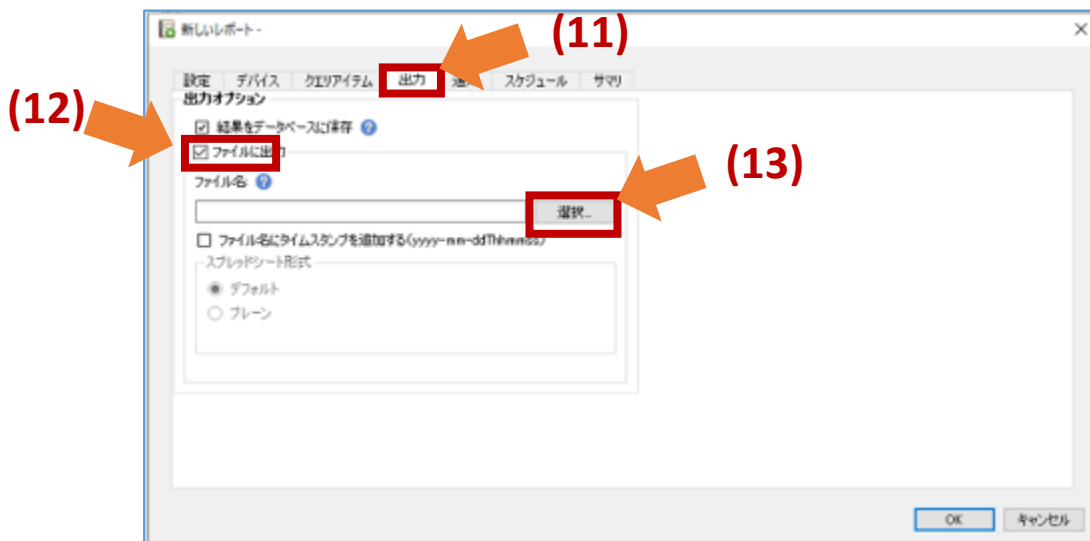 新しいレポート -
(11)
設定 デバイス クエリアイテム 出力 スケジュール サマリ
(12)
出力オプション
結果をデータベースに保存
ファイルに出力
(13)
ファイル名
選択...
ファイル名にタイムスタンプを追加する(yyyy-mm-ddThhmmss)
スプレッドシート形式
デフォルト
プレーン
OK キャンセル